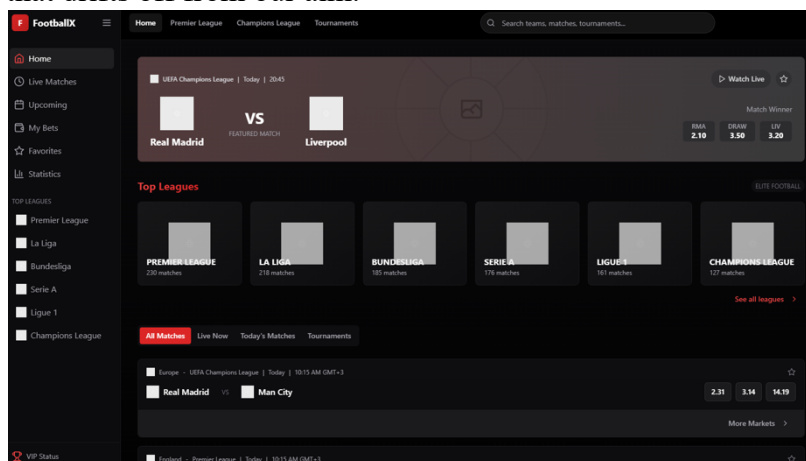 that drifts off from our aim.
FootballX
Home
Premier League
Champions League
Tournaments
Search teams, matches, tournaments...
Home
Live Matches
Upcoming
My Bets
Favorites
Statistics
TOP LEAGUES
Premier League
La Liga
Bundesliga
Serie A
Ligue 1
Champions League
VIP Status
UEFA Champions League | Today | 20:45
Watch Live
Real Madrid
VS
FEATURED MATCH
Liverpool
Match Winner
RMA
2.10
DRAW
3.50
LIV
3.20
Top Leagues
ELITE FOOTBALL
PREMIER LEAGUE
230 matches
LA LIGA
218 matches
BUNDESLIGA
185 matches
SERIE A
176 matches
LIGUE 1
161 matches
CHAMPIONS LEAGUE
127 matches
See all leagues
All Matches
Live Now
Today's Matches
Tournaments
Europe - UEFA Champions League | Today | 10:15 AM GMT+3
Real Madrid VS Man City
2.31
3.14
14.19
More Markets
England - Premier League | Today | 10:15 AM GMT+3